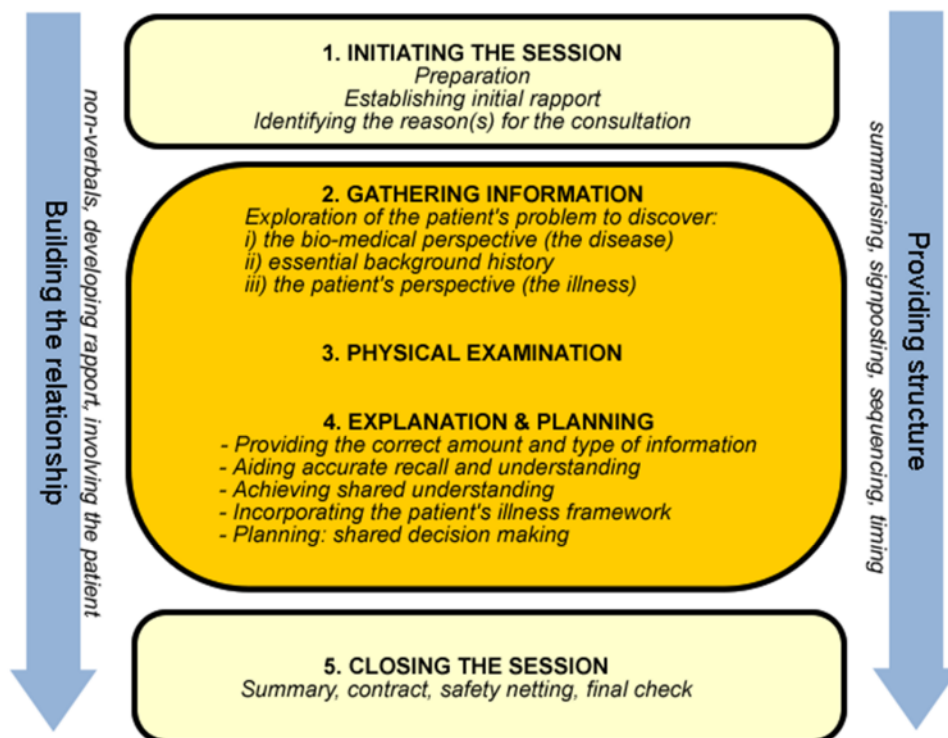 1. INITIATING THE SESSION
Preparation
Establishing initial rapport
Identifying the reason(s) for the consultation
Building the relationship
non-verbals, developing rapport, involving the patient
2. GATHERING INFORMATION
Exploration of the patient's problem to discover:
i) the bio-medical perspective (the disease)
ii) essential background history
iii) the patient's perspective (the illness)
3. PHYSICAL EXAMINATION
4. EXPLANATION & PLANNING
- Providing the correct amount and type of information
- Aiding accurate recall and understanding
- Achieving shared understanding
- Incorporating the patient's illness framework
- Planning: shared decision making
summarising, signposting, sequencing, timing
Providing structure
5. CLOSING THE SESSION
Summary, contract, safety netting, final check